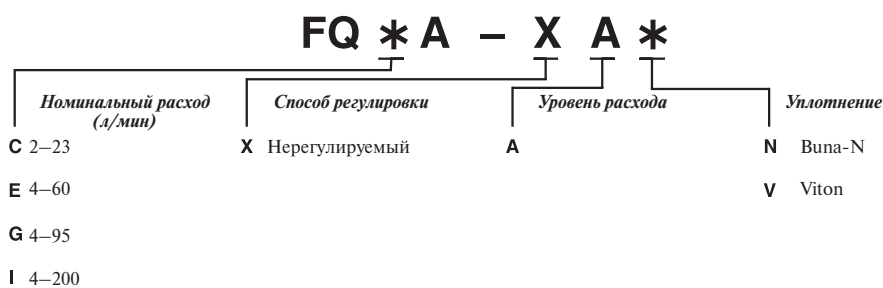 FQ * A – X A *
Номинальный расход (л/мин)
Способ регулировки
Уровень расхода
Уплотнение
C 2–23
X Нерегулируемый
A
N Buna-N
E 4–60
V Viton
G 4–95
I 4–200